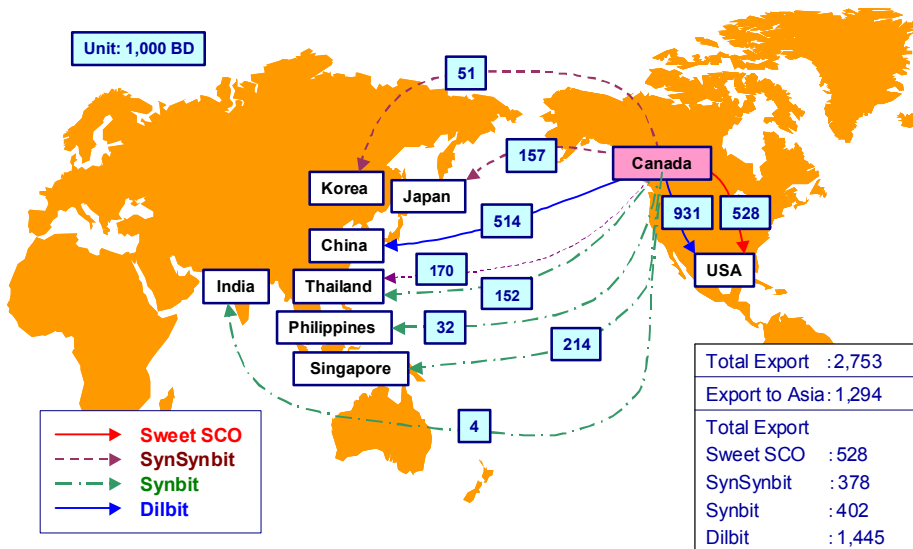 Unit: 1,000 BD
51
157
Canada
Korea
Japan
514
931
528
China
170
USA
India
Thailand
152
Philippines
32
214
Singapore
4
Sweet SCO
SynSynbit
Synbit
Dilbit
Total Export : 2,753
Export to Asia : 1,294
Total Export
Sweet SCO : 528
SynSynbit : 378
Synbit : 402
Dilbit : 1,445